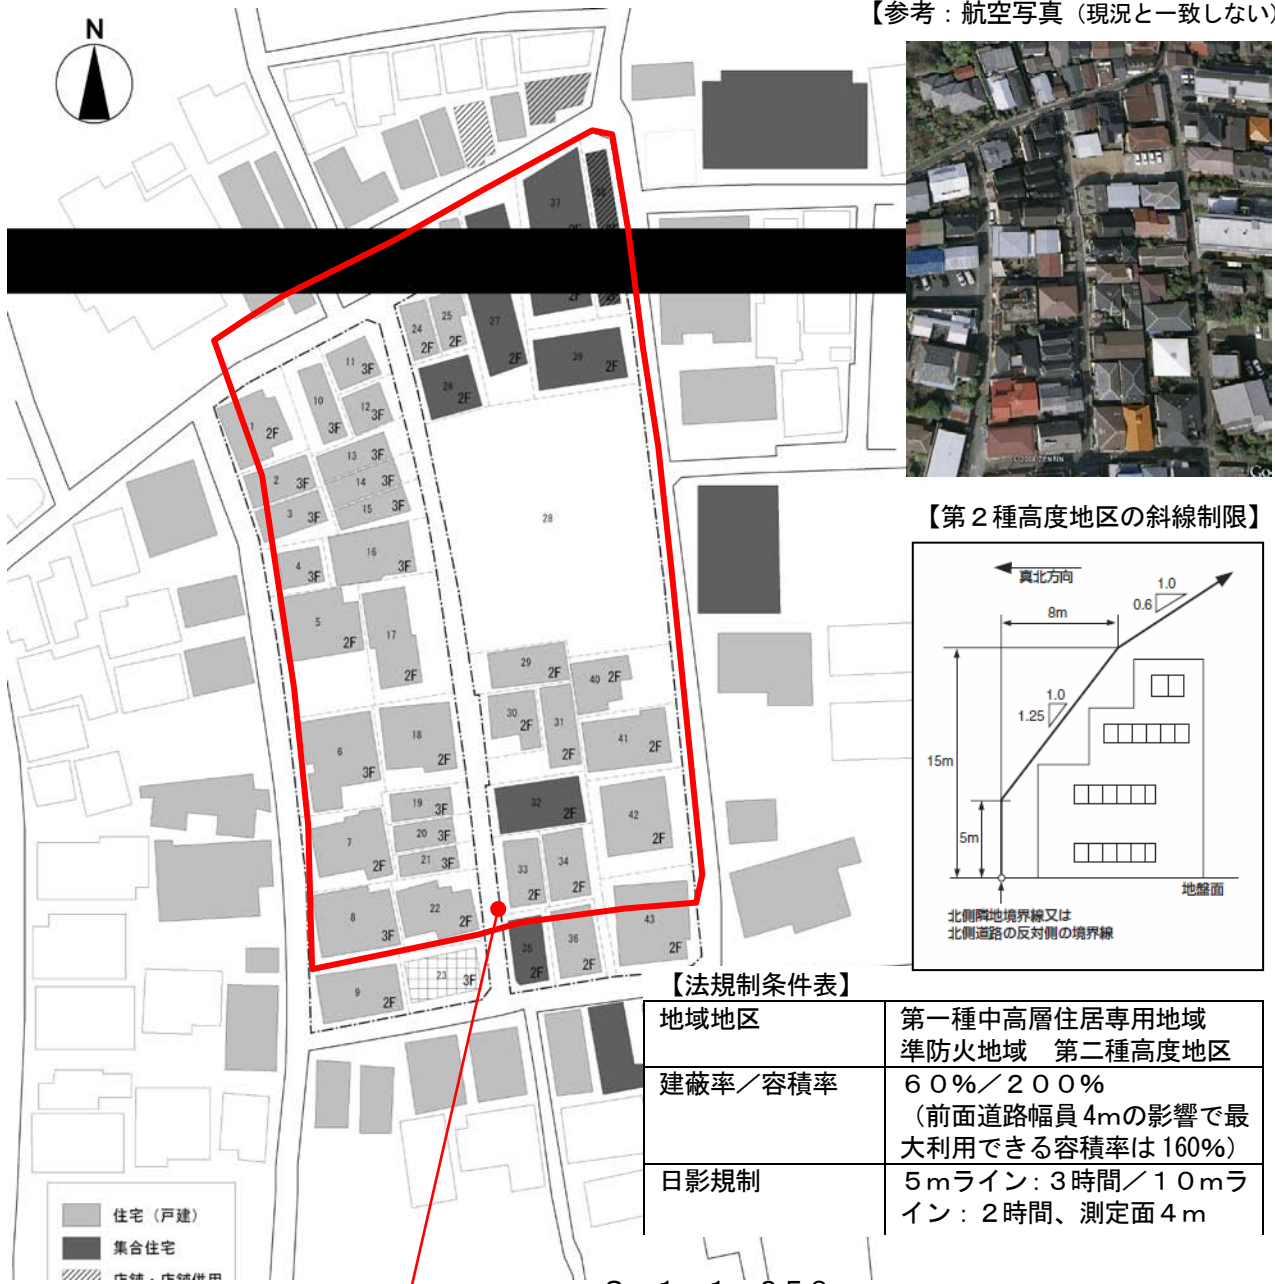 【参考：航空写真（現況と一致しない）
N
37
24
2F
25
2F
27
2F
2F
39
2F
2F
11
3F
10
3F
12
3F
1
2F
13
3F
14
3F
15
3F
2
3F
3
3F
16
3F
4
3F
5
2F
17
2F
28
29
2F
40
2F
30
2F
31
2F
41
2F
6
3F
18
2F
19
3F
20
3F
21
3F
32
2F
42
2F
7
2F
33
2F
34
2F
8
3F
22
2F
35
2F
36
2F
43
2F
9
2F
23
3F
【第２種高度地区の斜線制限】
真北方向
1.0
0.6
8m
1.0
1.25
15m
5m
地盤面
北側隣地境界線又は
北側道路の反対側の境界線
【法規制条件表】
地域地区
第一種中高層住居専用地域
準防火地域　第二種高度地区
建蔽率／容積率
６０％／２００％
（前面道路幅員4ｍの影響で最
大利用できる容積率は160％）
日影規制
５ｍライン：３時間／１０ｍラ
イン：２時間、測定面４ｍ
住宅（戸建）
集合住宅
店舗・店舗併用